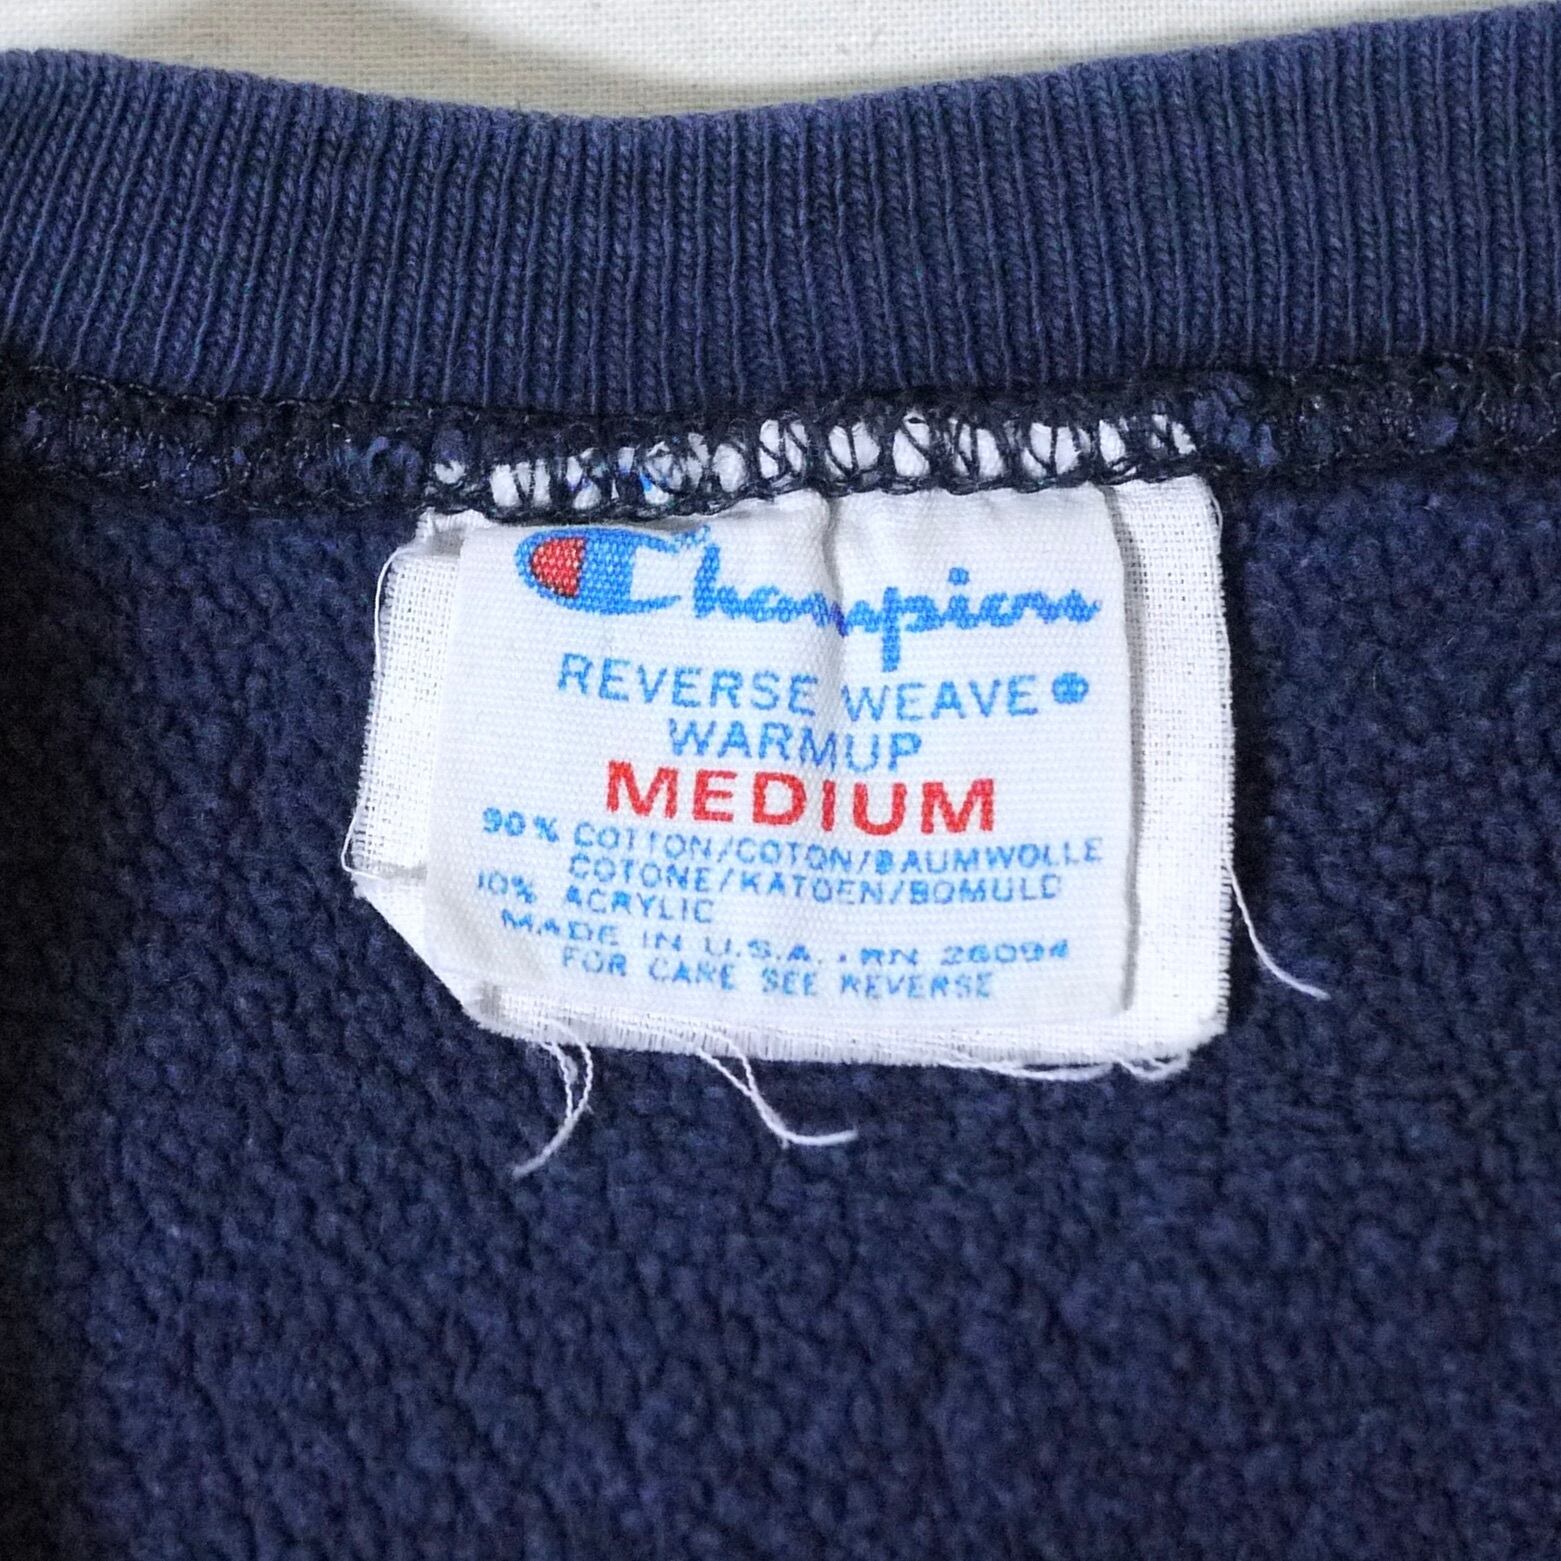 Champion
REVERSE WEAVE
WARMUP
MEDIUM
90% COTTON/COTON/BAUMWOLLE
COTONE/KATOEN/BOMULD
10% ACRYLIC
MADE IN U.S.A. . RN 26094
FOR CARE SEE REVERSE